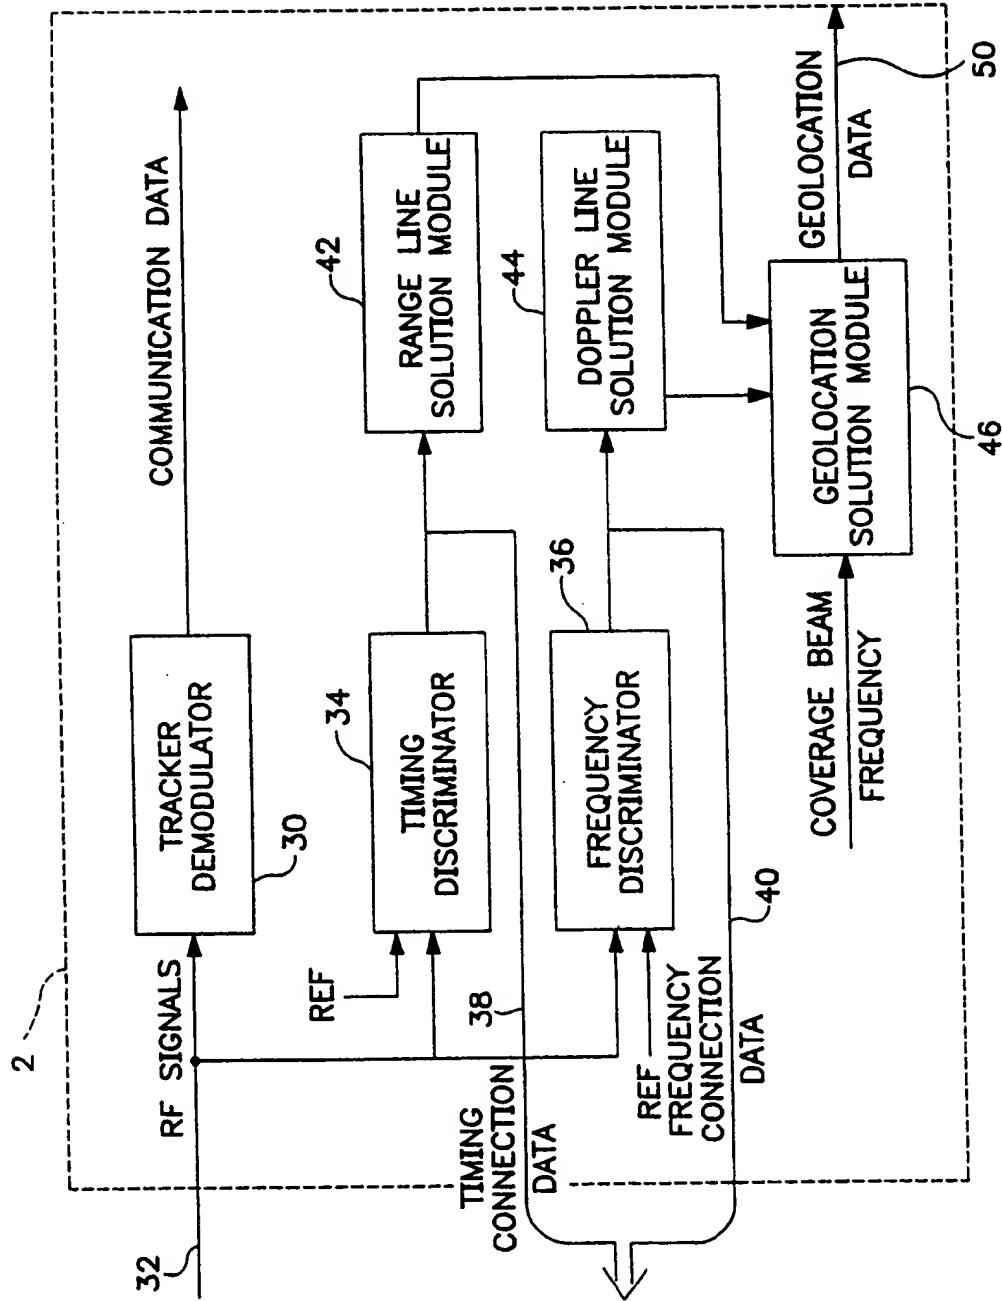 2
32
RF SIGNALS
TRACKER
DEMODULATOR
30
COMMUNICATION DATA
REF
TIMING
DISCRIMINATOR
34
RANGE LINE
SOLUTION MODULE
42
38
TIMING
CONNECTION
DATA
FREQUENCY
DISCRIMINATOR
36
DOPPLER LINE
SOLUTION MODULE
44
REF
FREQUENCY
CONNECTION
DATA
40
COVERAGE BEAM
FREQUENCY
GEOLOCATION
SOLUTION MODULE
46
GEOLOCATION
DATA
50